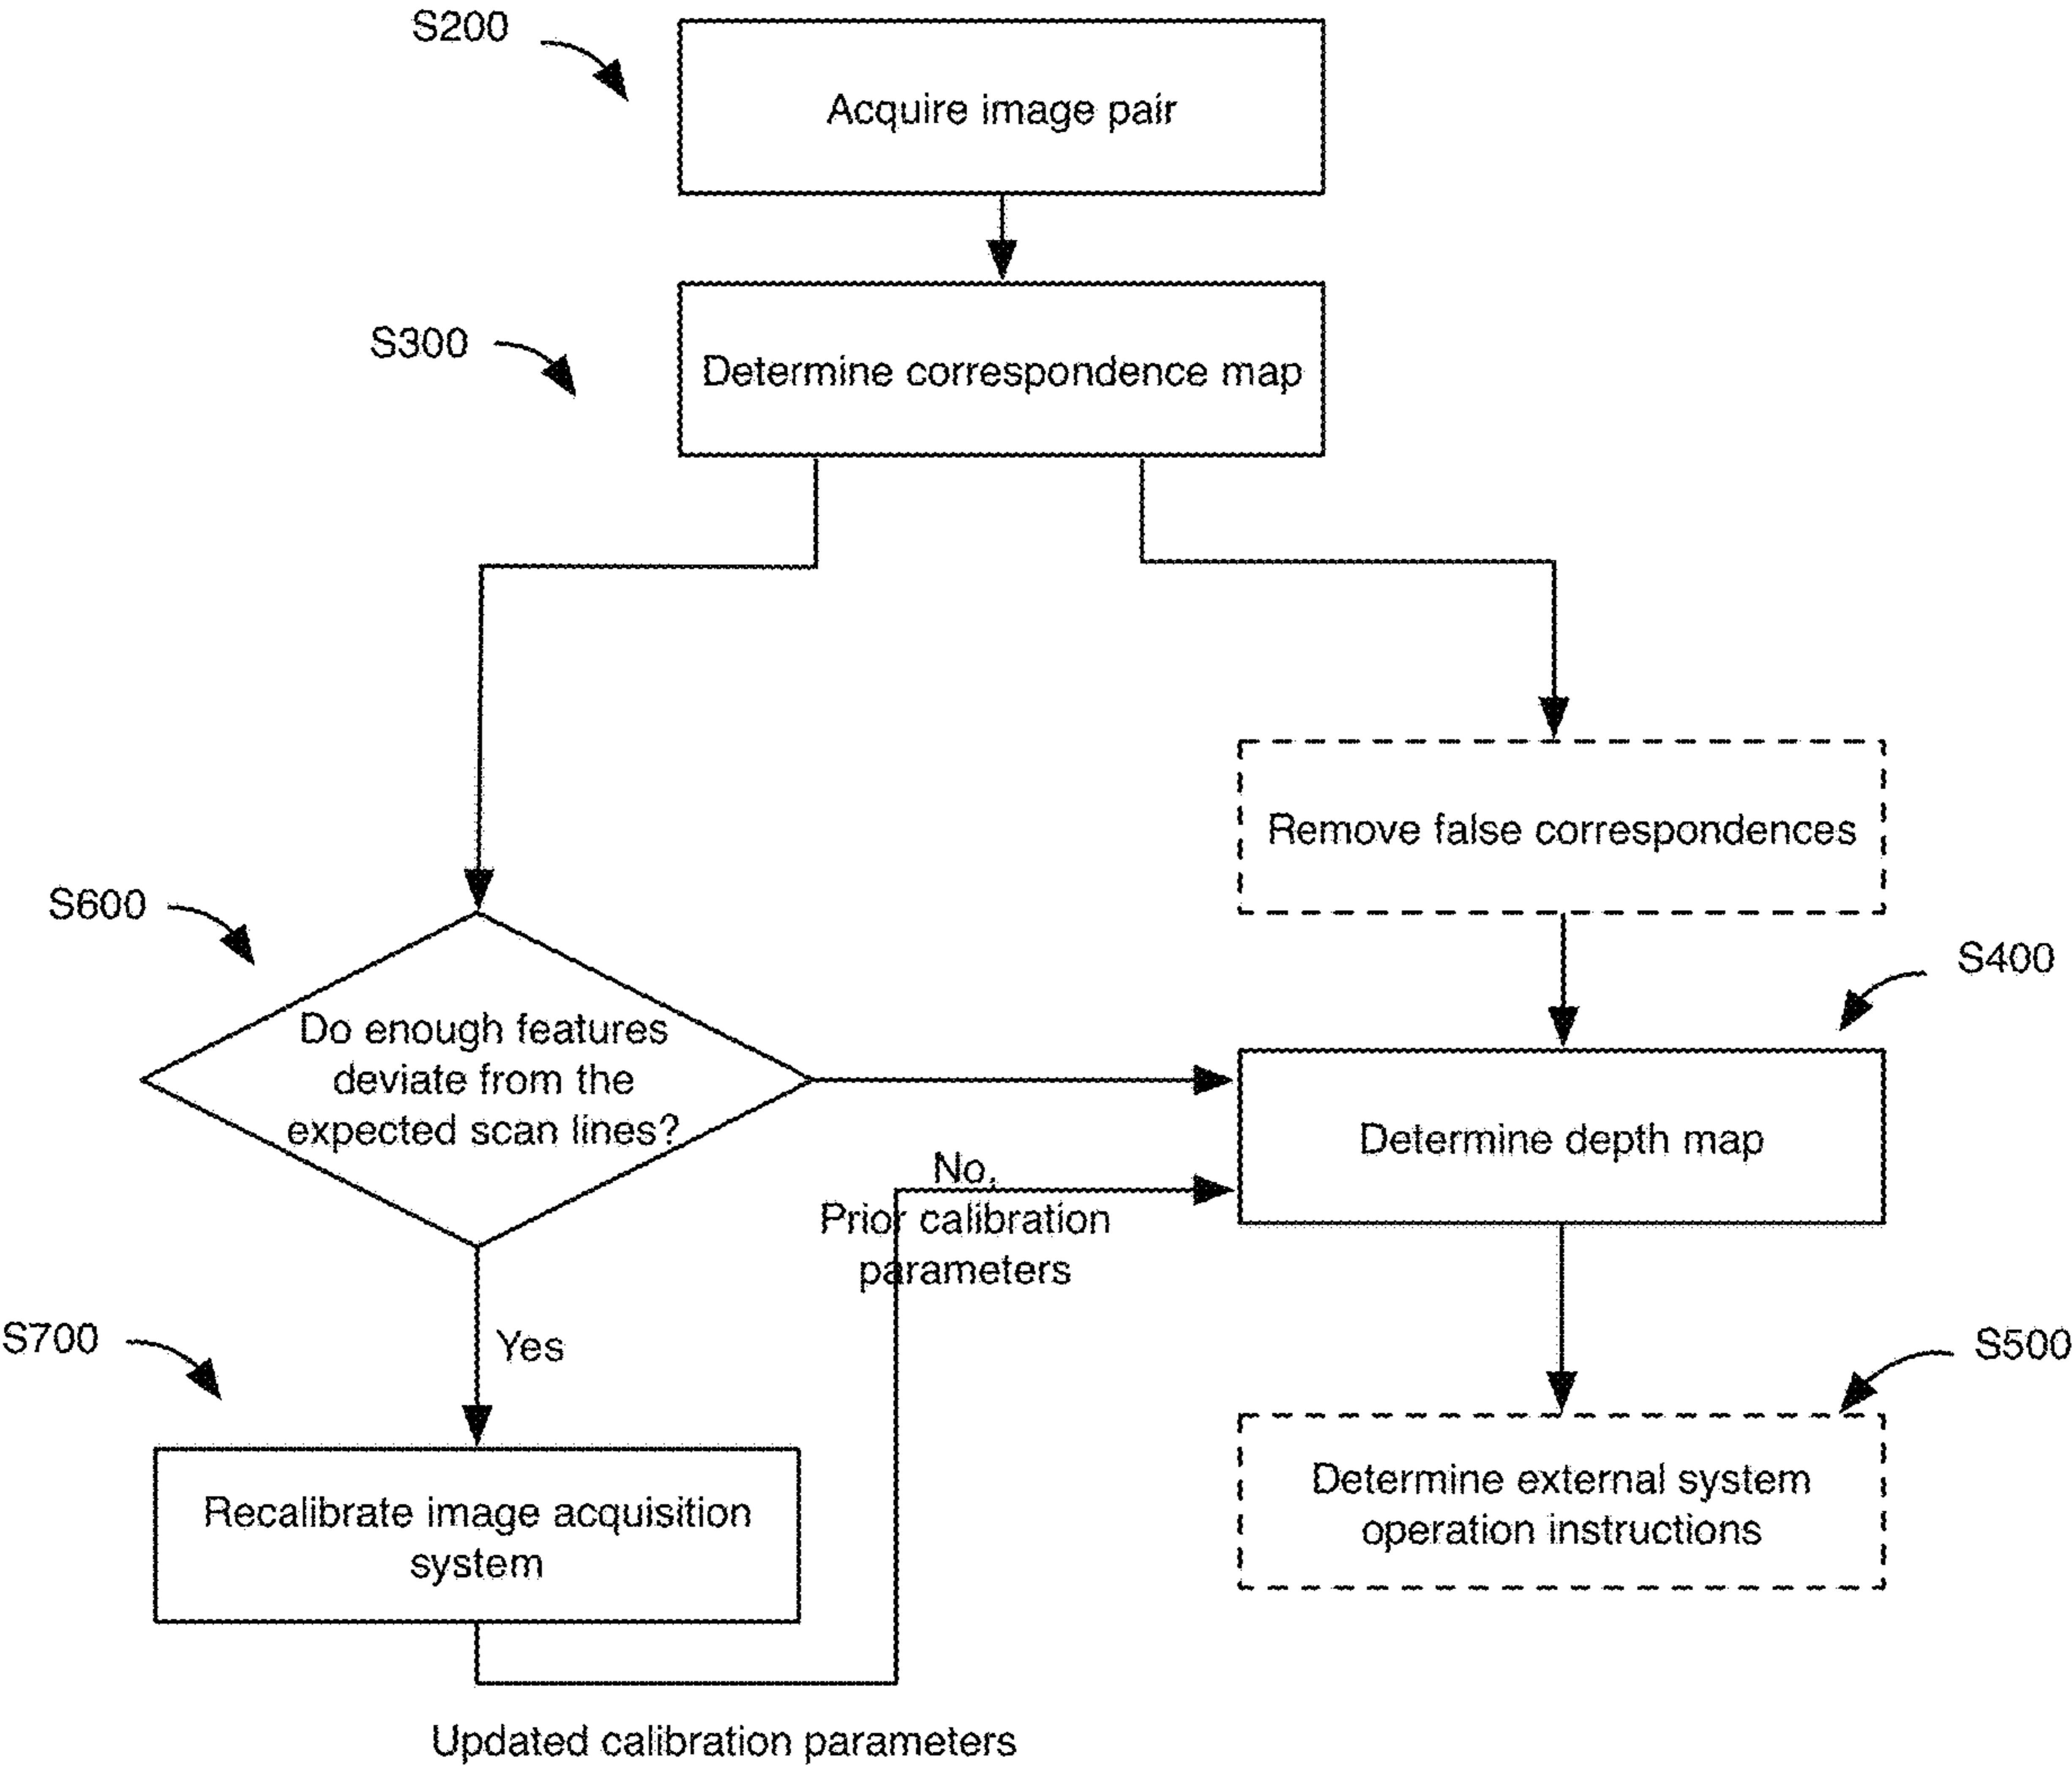 S200
Acquire image pair
S300
Determine correspondence map
Remove false correspondences
S600
S400
Do enough features
deviate from the
expected scan lines?
Determine depth map
No,
Prior calibration
parameters
S700
Yes
S500
Determine external system
operation instructions
Recalibrate image acquisition
system
Updated calibration parameters